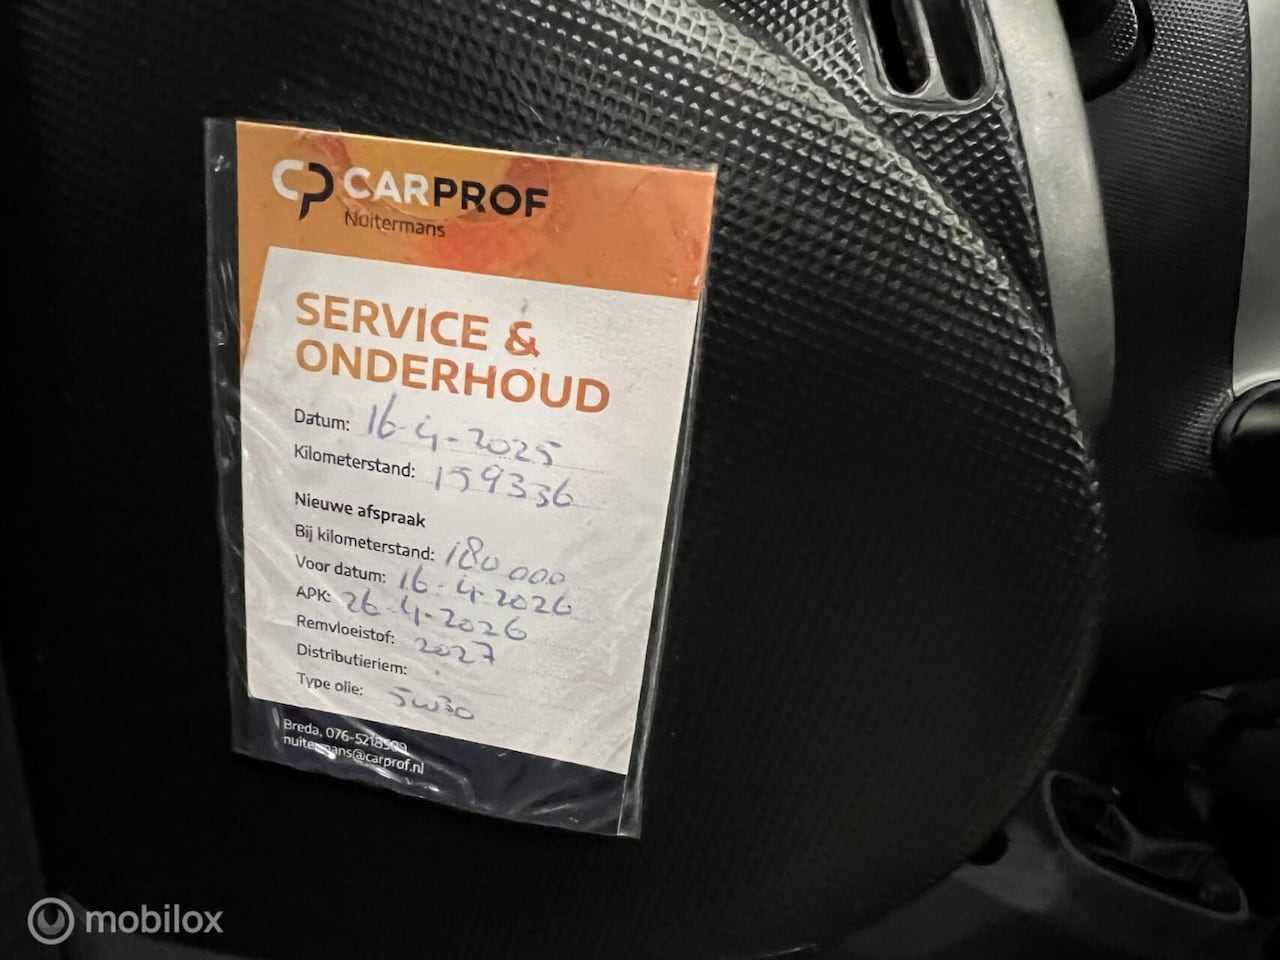 CP CARPROF
Nuitermans
SERVICE &
ONDERHOUD
Datum: 16-4-2025
Kilometerstand: 159336
Nieuwe afspraak
Bij kilometerstand: 180 000
Voor datum: 16-4-2026
APK: 26-4-2026
Remvloeistof: 2027
Distributieriem:
Type olie: 5w30
Breda, 076-5218509
nuitermans@carprof.nl
mobilox